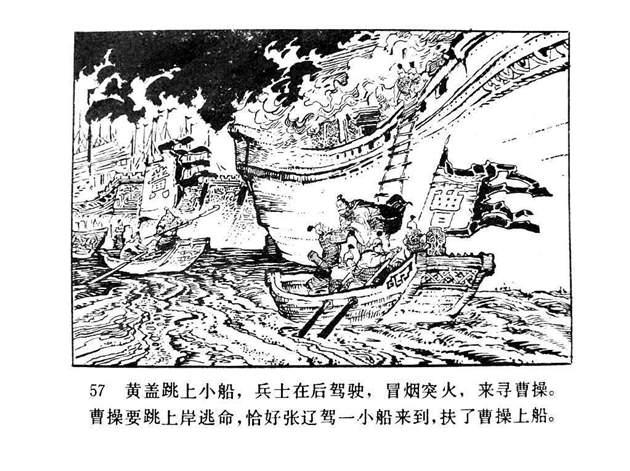 曹
57 黄盖跳上小船，兵士在后驾驶，冒烟突火，来寻曹操。
曹操要跳上岸逃命，恰好张辽驾一小船来到，扶了曹操上船。